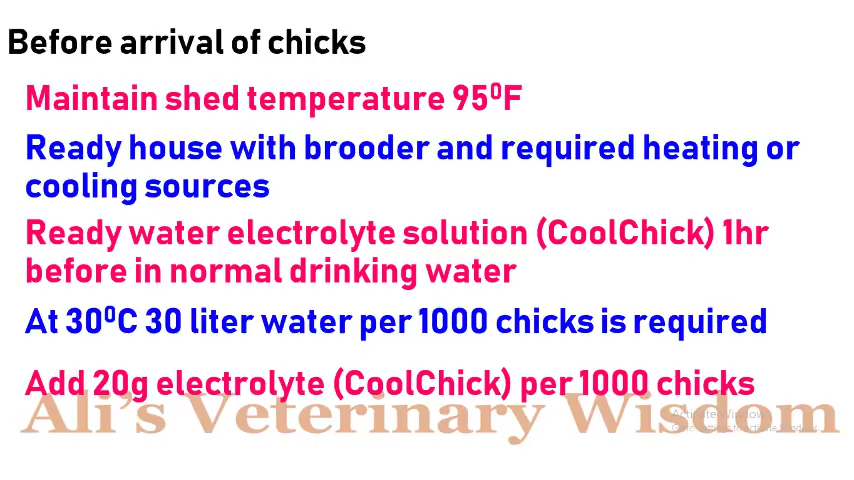 Before arrival of chicks
Maintain shed temperature 95⁰F
Ready house with brooder and required heating or
cooling sources
Ready water electrolyte solution (CoolChick) 1hr
before in normal drinking water
At 30⁰C 30 liter water per 1000 chicks is required
Add 20g electrolyte (CoolChick) per 1000 chicks
Ali's Veterinary Wisdom
Activate Windows